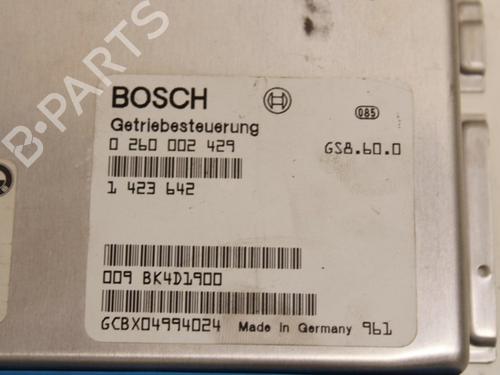 B-PARTS
BOSCH
085
Getriebesteuerung
0 260 002 429 GS8.60.0
1 423 642
009 BK4D1900
GCBX04994024 Made in Germany 961